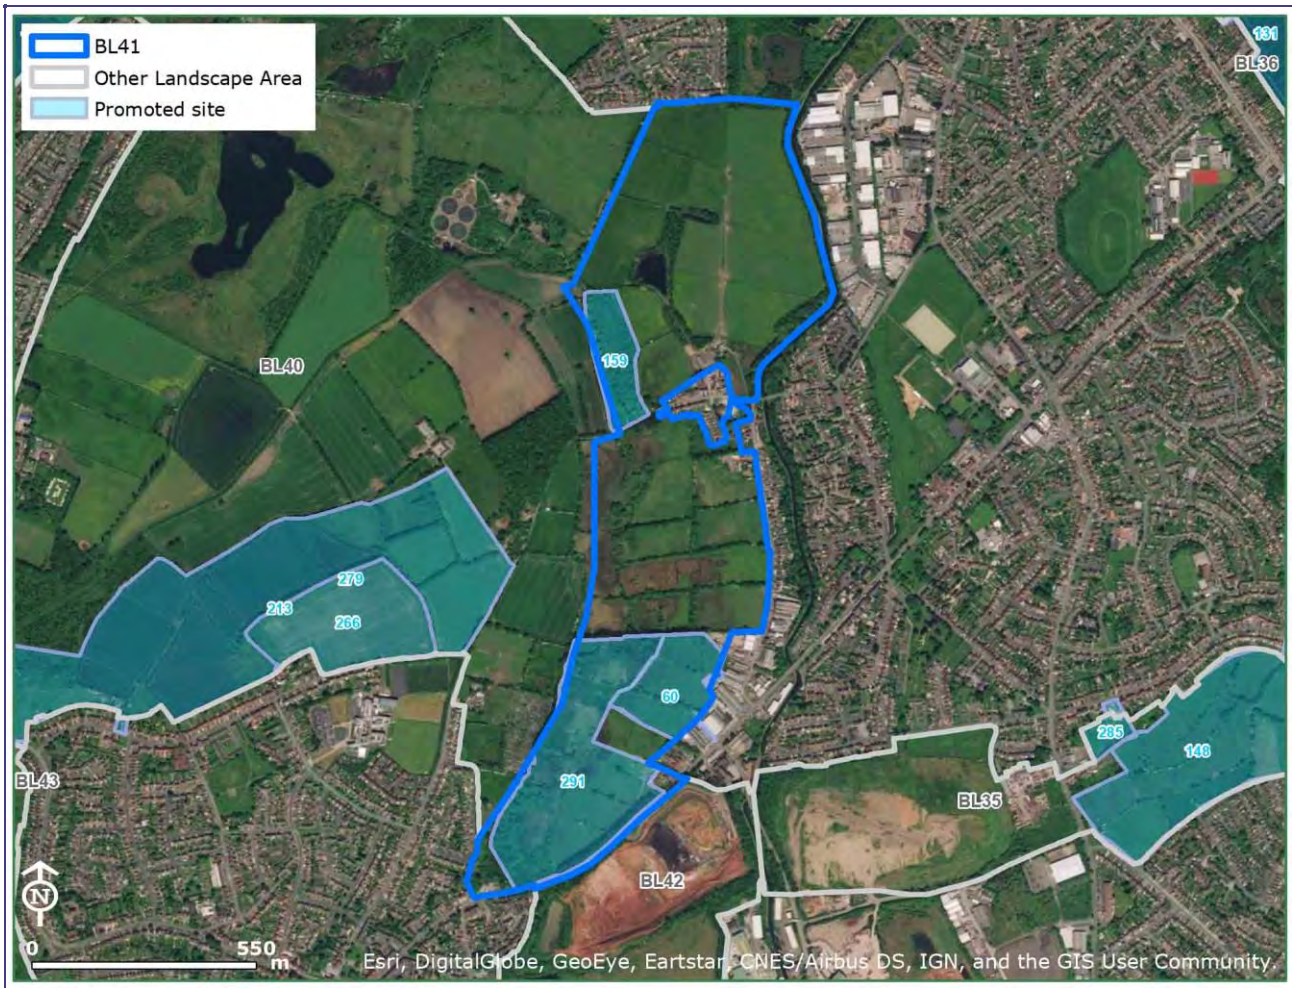 BL41
Other Landscape Area
Promoted site
131
BL36
159
BL40
279
213
266
60
285
148
291
BL43
BL35
BL42
N
0 550
m
Esri, DigitalGlobe, GeoEye, Eartstar, CNES/Airbus DS, IGN, and the GIS User Community.